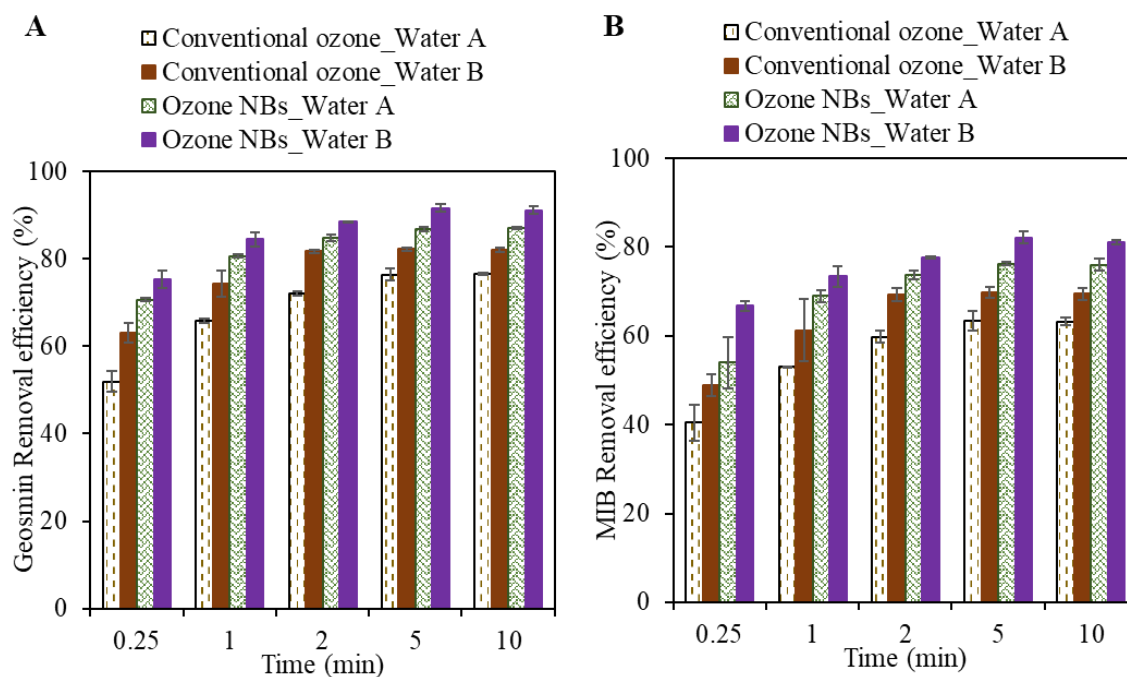 A
Conventional ozone_Water A
Conventional ozone_Water B
Ozone NBs_Water A
Ozone NBs_Water B
Geosmin Removal efficiency (%)
100
80
60
40
20
0
0.25 1 2 5 10
Time (min)
B
Conventional ozone_Water A
Conventional ozone_Water B
Ozone NBs_Water A
Ozone NBs_Water B
MIB Removal efficiency (%)
100
80
60
40
20
0
0.25 1 2 5 10
Time (min)